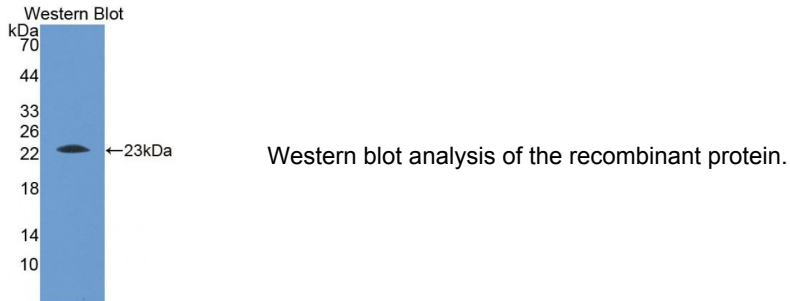 Western Blot
kDa
70
44
33
26
22
←23kDa
Western blot analysis of the recombinant protein.
18
14
10